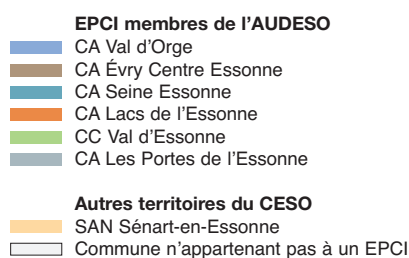 EPCI membres de l'AUDESO
CA Val d'Orge
CA Évry Centre Essonne
CA Seine Essonne
CA Lacs de l'Essonne
CC Val d'Essonne
CA Les Portes de l'Essonne
Autres territoires du CESO
SAN Sénart-en-Essonne
Commune n'appartenant pas à un EPCI